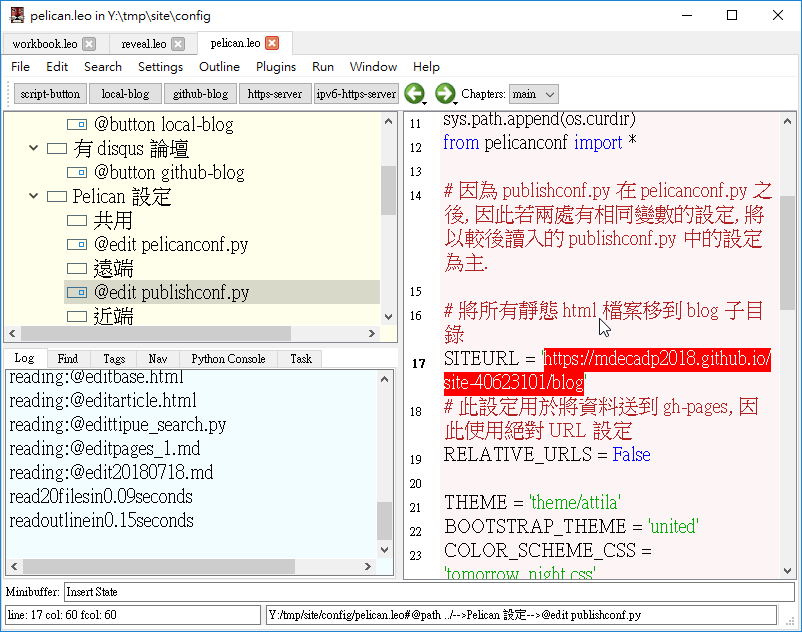 pelican.leo in Y:\tmp\site\config
workbook.leo reveal.leo pelican.leo
File Edit Search Settings Outline Plugins Run Window Help
script-button local-blog github-blog https-server ipv6-https-server Chapters: main
@button local-blog
有 disqus 論壇
@button github-blog
Pelican 設定
共用
@edit pelicanconf.py
遠端
@edit publishconf.py
近端
Log Find Tags Nav Python Console Task
reading:@editbase.html
reading:@editarticle.html
reading:@edittipue_search.py
reading:@editpages_1.md
reading:@edit20180718.md
read20filesin0.09seconds
readoutlinein0.15seconds
11 sys.path.append(os.curdir)
12 from pelicanconf import *
13
14 # 因為 publishconf.py 在 pelicanconf.py 之
後, 因此若兩處有相同變數的設定, 將
以較後讀入的 publishconf.py 中的設定
為主.
15
16 # 將所有靜態 html 檔案移到 blog 子目
錄
17 SITEURL = 'https://mdecadp2018.github.io/
site-40623101/blog'
18 # 此設定用於將資料送到 gh-pages, 因
此使用絕對 URL 設定
19 RELATIVE_URLS = False
20
21 THEME = 'theme/attila'
22 BOOTSTRAP_THEME = 'united'
23 COLOR_SCHEME_CSS =
'tomorrow_night.css'
Minibuffer: Insert State
line: 17 col: 60 fcol: 60 Y:/tmp/site/config/pelican.leo#@path ../-->Pelican 設定-->@edit publishconf.py